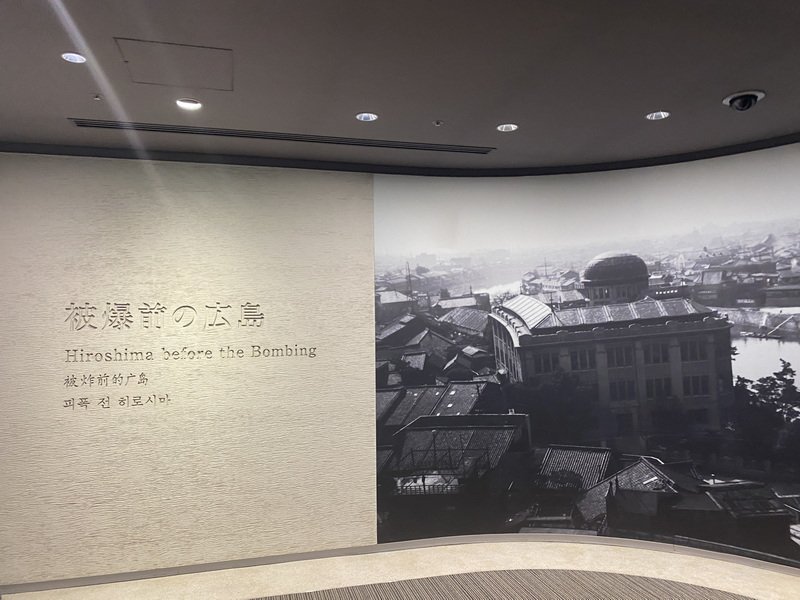 被爆前の広島
Hiroshima before the Bombing
被炸前的广岛
피폭 전 히로시마